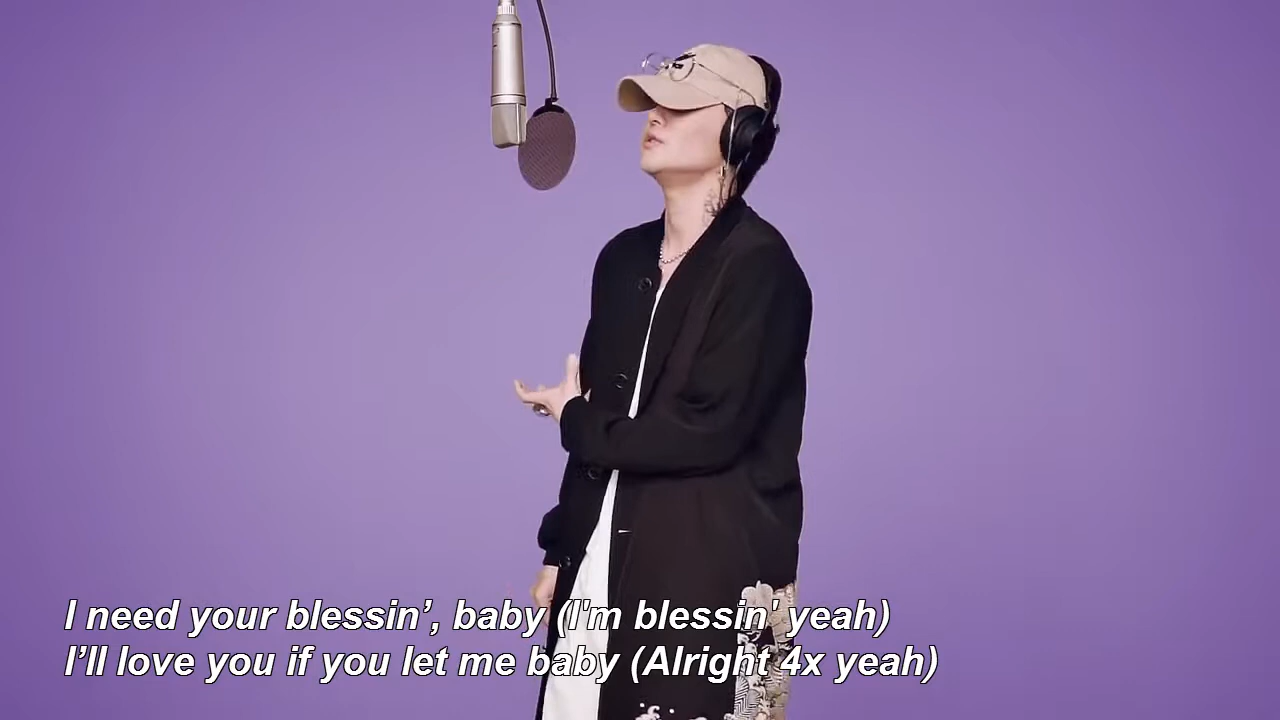 I need your blessin’, baby (I'm blessin' yeah)
I’ll love you if you let me baby (Alright 4x yeah)